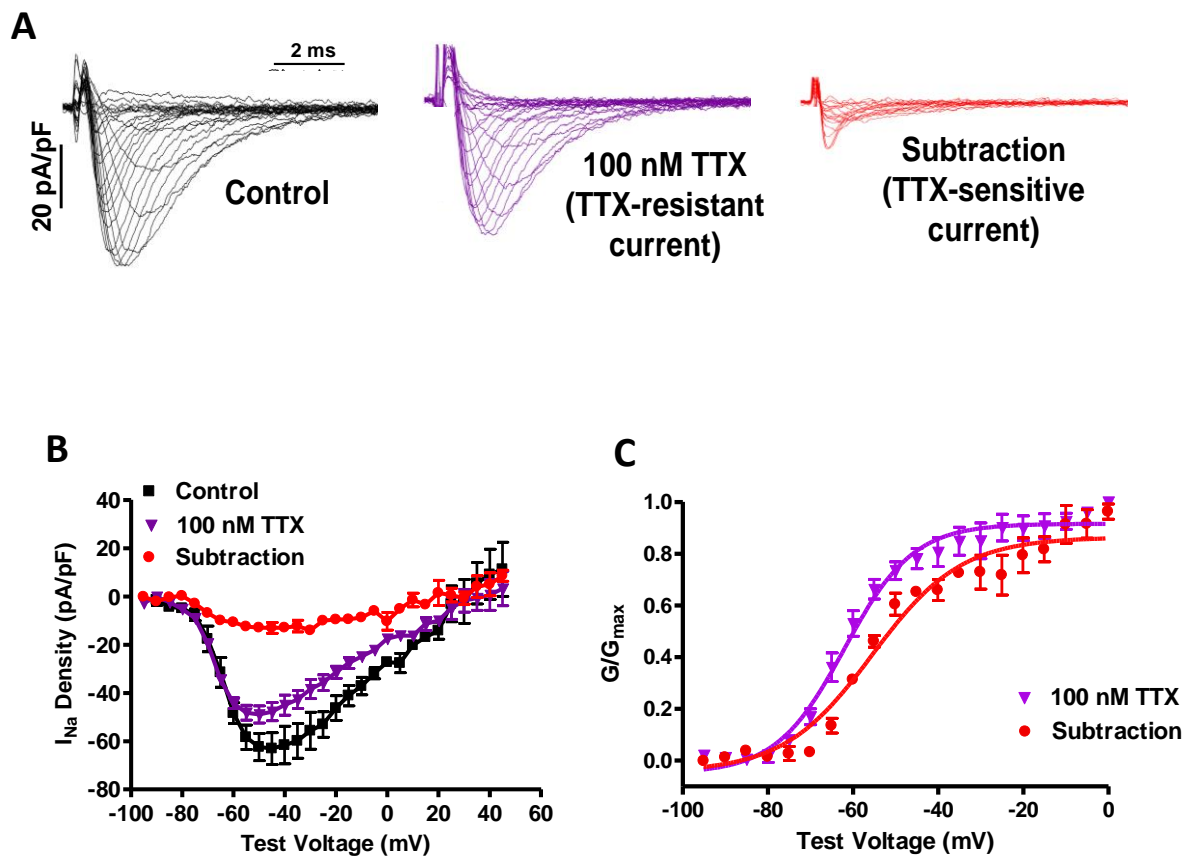 A
2 ms
20 pA/pF
Control
100 nM TTX
(TTX-resistant
current)
Subtraction
(TTX-sensitive
current)
B
Control
100 nM TTX
Subtraction
40
20
0
-20
-40
-60
-80
-100 -80 -60 -40 -20 0 20 40 60
INa Density (pA/pF)
Test Voltage (mV)
C
1.0
0.8
0.6
0.4
0.2
0.0
-100 -80 -60 -40 -20 0
G/Gmax
Test Voltage (mV)
100 nM TTX
Subtraction